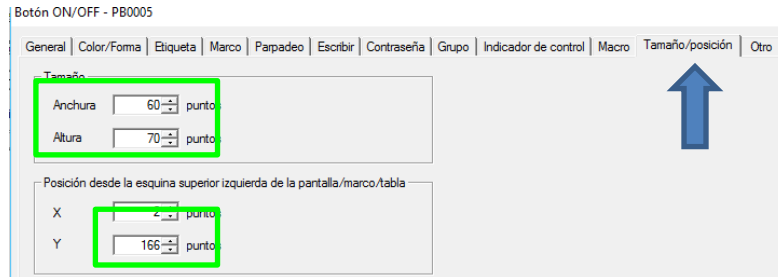 Botón ON/OFF - PB0005
General Color/Forma Etiqueta Marco Parpadeo Escribir Contraseña Grupo Indicador de control Macro Tamaño/posición Otro
Tamaño
Anchura 60 puntos
Altura 70 puntos
Posición desde la esquina superior izquierda de la pantalla/marco/tabla
X 2 puntos
Y 166 puntos